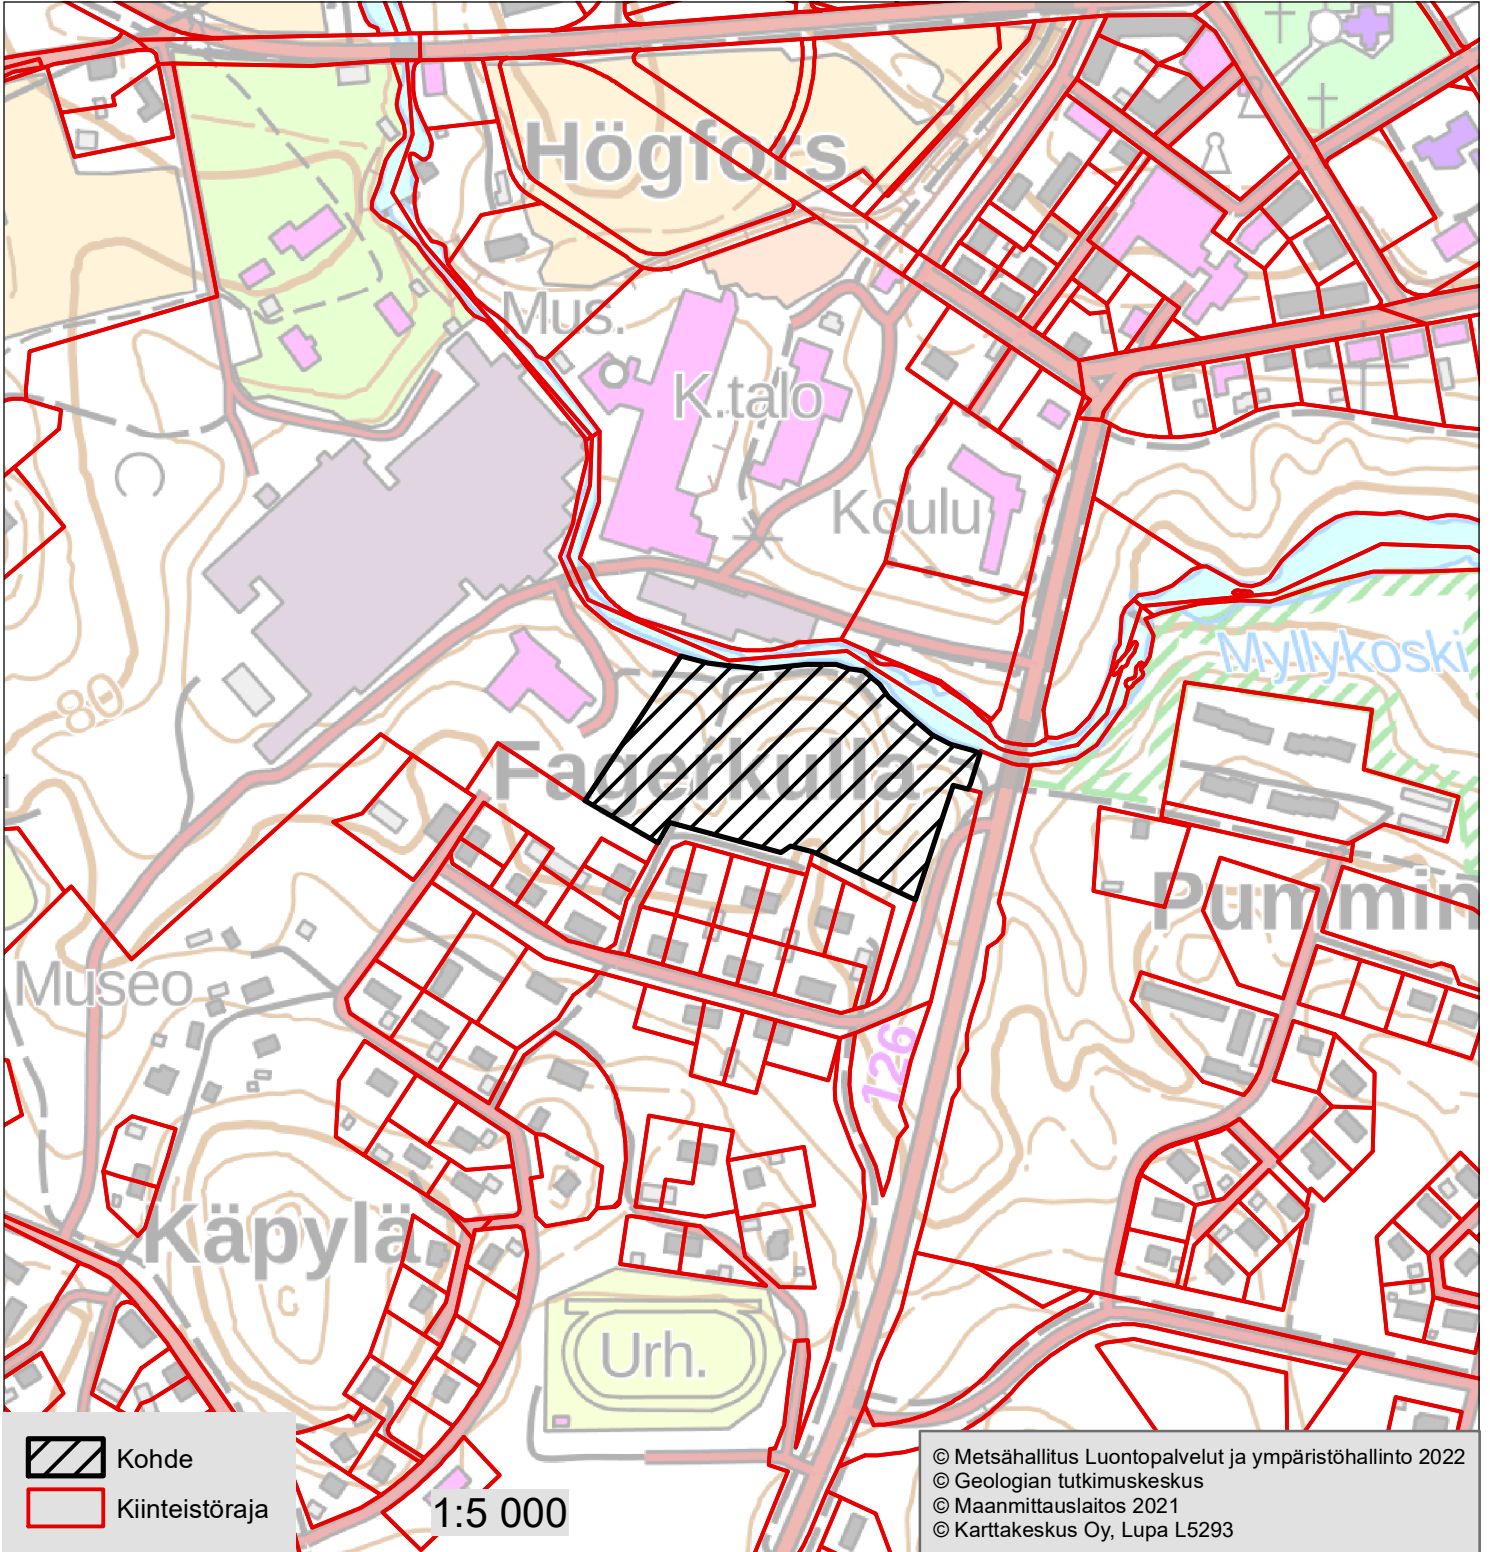 Högfors
Mus.
K.talo
Koulu
Myllykoski
80
Fagerkulla
Pummin
Museo
126
Käpylä
Urh.
Kohde
Kiinteistöraja
1:5 000
© Metsähallitus Luontopalvelut ja ympäristöhallinto 2022
© Geologian tutkimuskeskus
© Maanmittauslaitos 2021
© Karttakeskus Oy, Lupa L5293